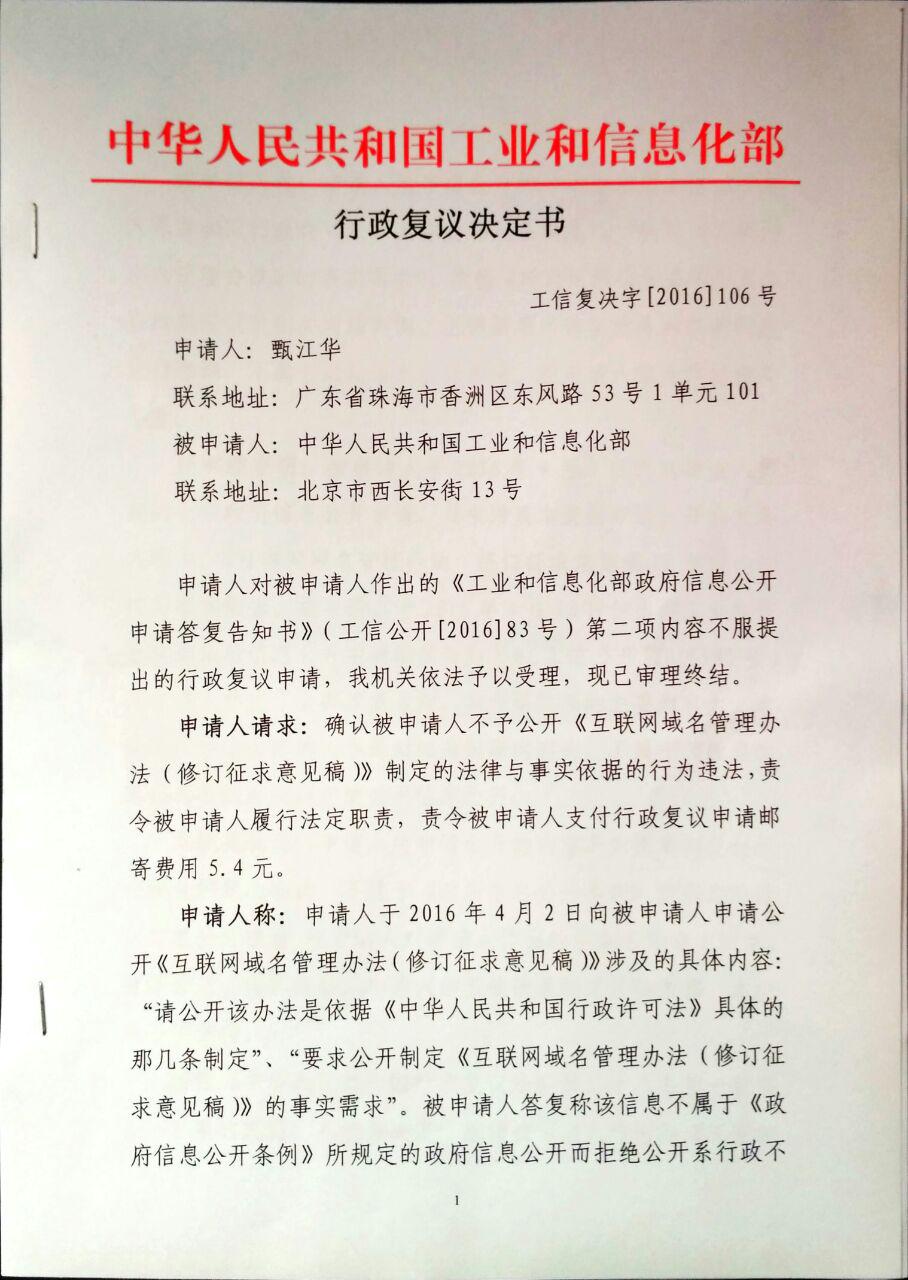 中华人民共和国工业和信息化部
行政复议决定书
工信复决字[2016]106号
申请人：甄江华
联系地址：广东省珠海市香洲区东风路53号1单元101
被申请人：中华人民共和国工业和信息化部
联系地址：北京市西长安街13号
申请人对被申请人作出的《工业和信息化部政府信息公开
申请答复告知书》（工信公开[2016]83号）第二项内容不服提
出的行政复议申请，我机关依法予以受理，现已审理终结。
申请人请求：确认被申请人不予公开《互联网域名管理办
法（修订征求意见稿）》制定的法律与事实依据的行为违法，责
令被申请人履行法定职责，责令被申请人支付行政复议申请邮
寄费用5.4元。
申请人称：申请人于2016年4月2日向被申请人申请公
开《互联网域名管理办法（修订征求意见稿）》涉及的具体内容：
“请公开该办法是依据《中华人民共和国行政许可法》具体的
那几条制定”、“要求公开制定《互联网域名管理办法（修订征
求意见稿）》的事实需求”。被申请人答复称该信息不属于《政
府信息公开条例》所规定的政府信息公开而拒绝公开系行政不
1